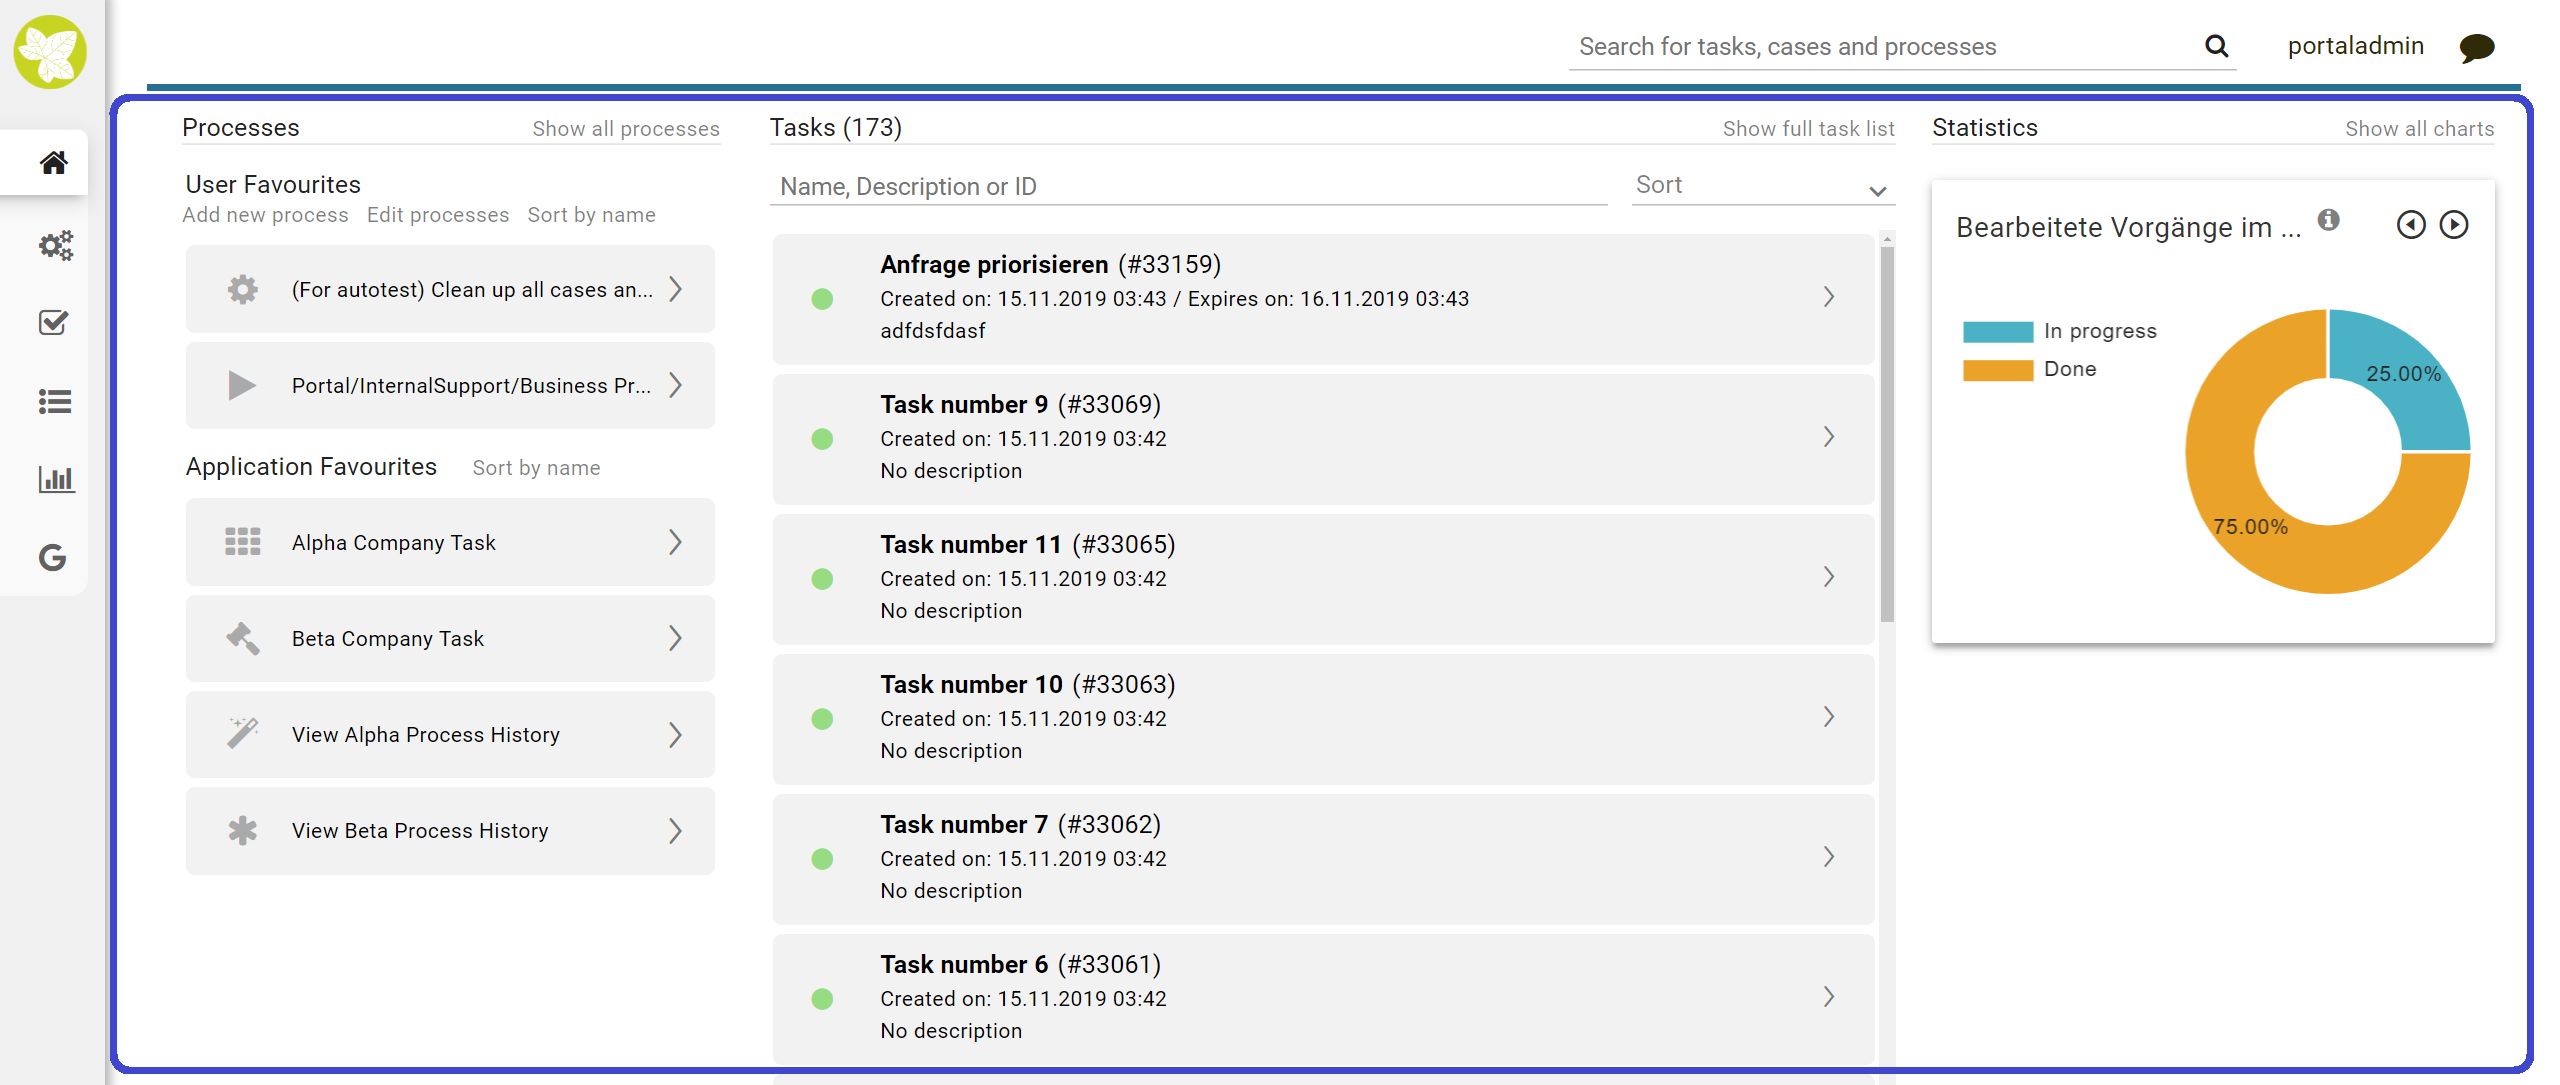 Search for tasks, cases and processes
portaladmin
Processes
Show all processes
User Favourites
Add new process
Edit processes
Sort by name
(For autotest) Clean up all cases an...
Portal/InternalSupport/Business Pr...
Application Favourites
Sort by name
Alpha Company Task
Beta Company Task
View Alpha Process History
View Beta Process History
Tasks (173)
Show full task list
Name, Description or ID
Sort
Anfrage priorisieren (#33159)
Created on: 15.11.2019 03:43 / Expires on: 16.11.2019 03:43
adfdsfdasf
Task number 9 (#33069)
Created on: 15.11.2019 03:42
No description
Task number 11 (#33065)
Created on: 15.11.2019 03:42
No description
Task number 10 (#33063)
Created on: 15.11.2019 03:42
No description
Task number 7 (#33062)
Created on: 15.11.2019 03:42
No description
Task number 6 (#33061)
Created on: 15.11.2019 03:42
No description
Statistics
Show all charts
Bearbeitete Vorgänge im ...
In progress
Done
25.00%
75.00%